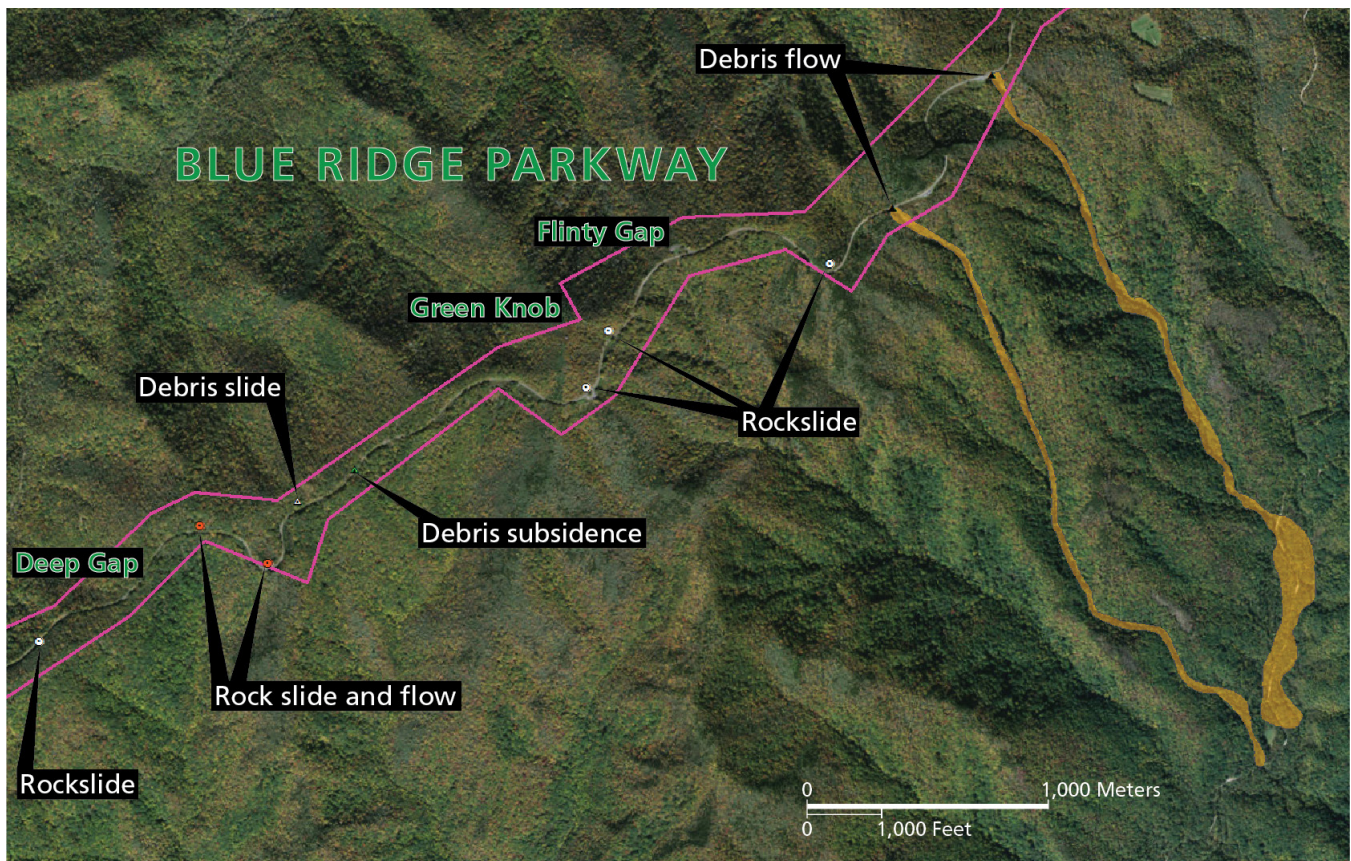 Debris flow
BLUE RIDGE PARKWAY
Flinty Gap
Green Knob
Debris slide
Rockslide
Debris subsidence
Deep Gap
Rock slide and flow
Rockslide
0 1,000 Meters
0 1,000 Feet